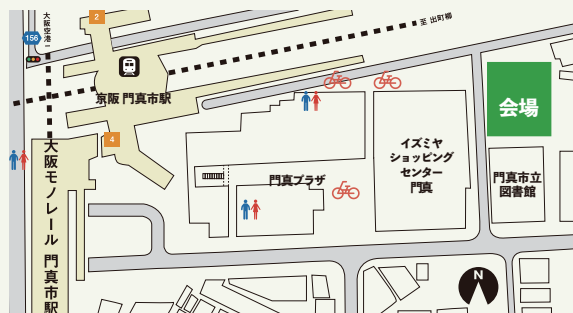 2
大阪空港
至 出町柳
156
京阪 門真市駅
会場
4
大阪モノレール 門真市駅
イズミヤ
ショッピング
センター
門真
門真プラザ
門真市立
図書館
N